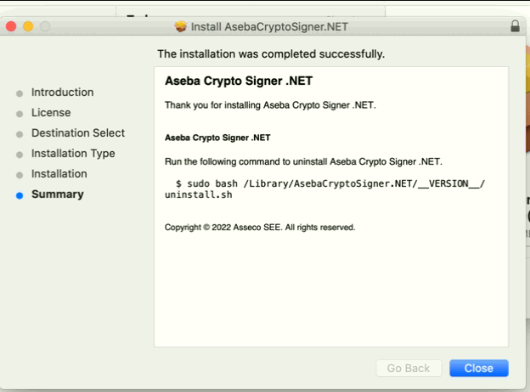 Install AsebaCryptoSigner.NET
The installation was completed successfully.
Introduction
License
Destination Select
Installation Type
Installation
Summary
Aseba Crypto Signer .NET
Thank you for installing Aseba Crypto Signer .NET.
Aseba Crypto Signer .NET
Run the following command to uninstall Aseba Crypto Signer .NET.
$ sudo bash /Library/AsebaCryptoSigner.NET/__VERSION__/
uninstall.sh
Copyright © 2022 Asseco SEE. All rights reserved.
Go Back
Close